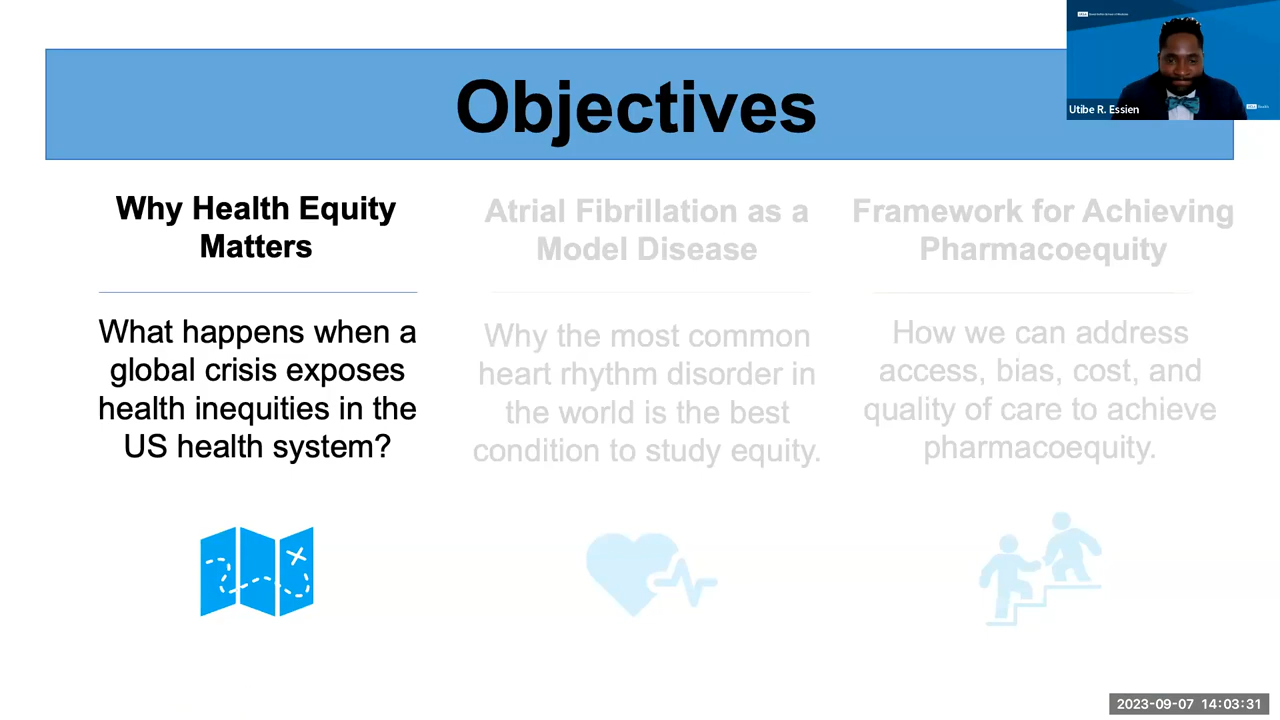 Objectives
Utibe R. Essien
Why Health Equity
Matters
What happens when a
global crisis exposes
health inequities in the
US health system?
Atrial Fibrillation as a
Model Disease
Why the most common
heart rhythm disorder in
the world is the best
condition to study equity.
Framework for Achieving
Pharmacoequity
How we can address
access, bias, cost, and
quality of care to achieve
pharmacoequity.
2023-09-07 14:03:31